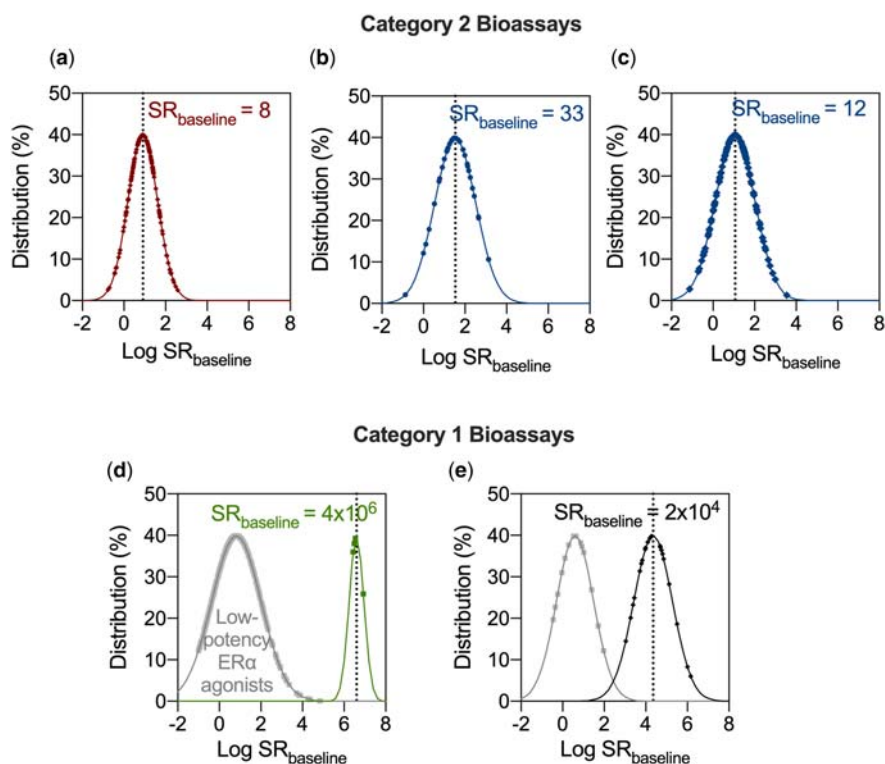 Category 2 Bioassays
(a)
SRbaseline = 8
50
40
30
20
10
0
Distribution (%)
-2 0 2 4 6 8
Log SRbaseline
(b)
SRbaseline = 33
50
40
30
20
10
0
Distribution (%)
-2 0 2 4 6 8
Log SRbaseline
(c)
SRbaseline = 12
50
40
30
20
10
0
Distribution (%)
-2 0 2 4 6 8
Log SRbaseline
Category 1 Bioassays
(d)
SRbaseline = 4x10⁶
50
40
30
20
10
0
Distribution (%)
Low-
potency
ERα
agonists
-2 0 2 4 6 8
Log SRbaseline
(e)
SRbaseline = 2x10⁴
50
40
30
20
10
0
Distribution (%)
-2 0 2 4 6 8
Log SRbaseline